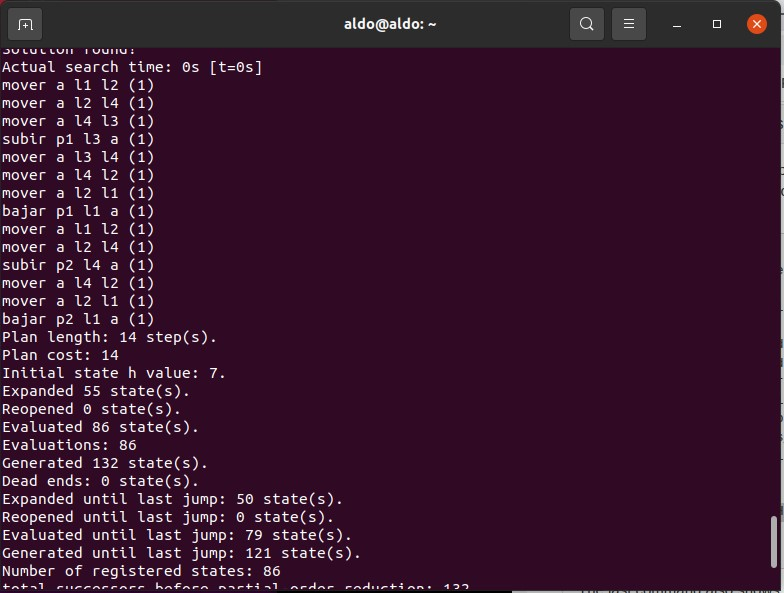 aldo@aldo: ~
Solution found!
Actual search time: 0s [t=0s]
mover a l1 l2 (1)
mover a l2 l4 (1)
mover a l4 l3 (1)
subir p1 l3 a (1)
mover a l3 l4 (1)
mover a l4 l2 (1)
mover a l2 l1 (1)
bajar p1 l1 a (1)
mover a l1 l2 (1)
mover a l2 l4 (1)
subir p2 l4 a (1)
mover a l4 l2 (1)
mover a l2 l1 (1)
bajar p2 l1 a (1)
Plan length: 14 step(s).
Plan cost: 14
Initial state h value: 7.
Expanded 55 state(s).
Reopened 0 state(s).
Evaluated 86 state(s).
Evaluations: 86
Generated 132 state(s).
Dead ends: 0 state(s).
Expanded until last jump: 50 state(s).
Reopened until last jump: 0 state(s).
Evaluated until last jump: 79 state(s).
Generated until last jump: 121 state(s).
Number of registered states: 86
total successors before partial-order reduction: 132